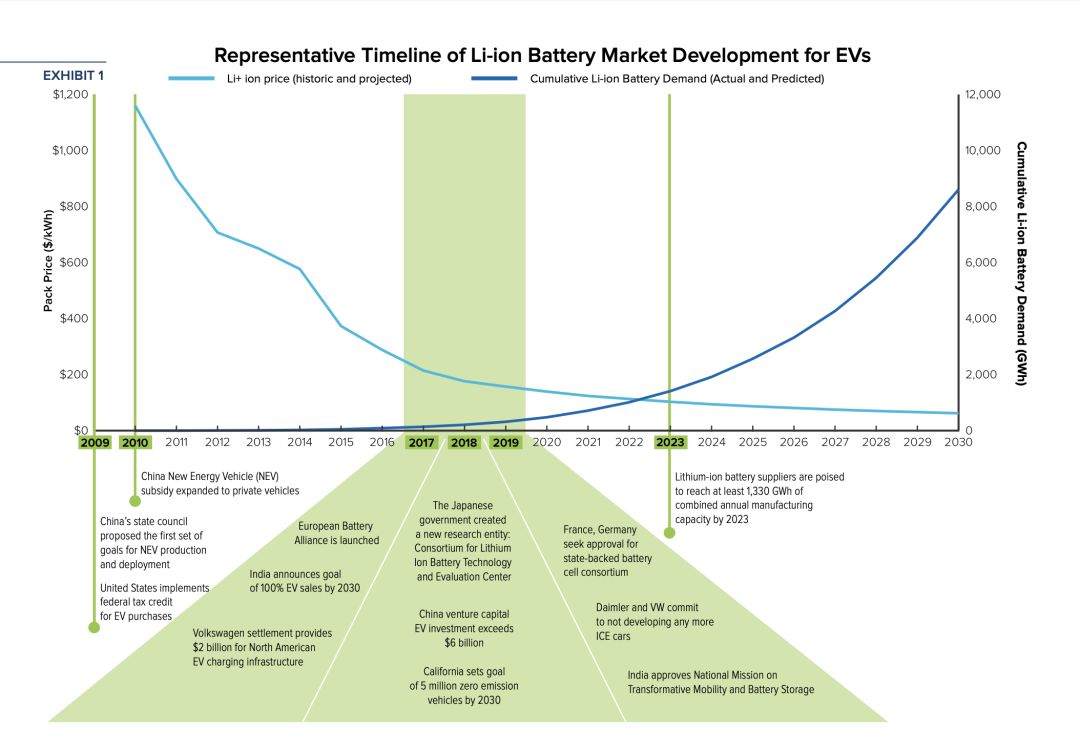 Representative Timeline of Li-ion Battery Market Development for EVs
EXHIBIT 1
Li+ ion price (historic and projected)
Cumulative Li-ion Battery Demand (Actual and Predicted)
$1,200
$1,000
$800
$600
$400
$200
$0
Pack Price ($/kWh)
12,000
10,000
8,000
6,000
4,000
2,000
0
Cumulative Li-ion Battery Demand (GWh)
2009 2010 2011 2012 2013 2014 2015 2016 2017 2018 2019 2020 2021 2022 2023 2024 2025 2026 2027 2028 2029 2030
China New Energy Vehicle (NEV)
subsidy expanded to private vehicles
China's state council
proposed the first set of
goals for NEV production
and deployment
United States implements
federal tax credit
for EV purchases
European Battery
Alliance is launched
India announces goal
of 100% EV sales by 2030
Volkswagen settlement provides
$2 billion for North American
EV charging infrastructure
The Japanese
government created
a new research entity:
Consortium for Lithium
Ion Battery Technology
and Evaluation Center
China venture capital
EV investment exceeds
$6 billion
California sets goal
of 5 million zero emission
vehicles by 2030
France, Germany
seek approval for
state-backed battery
cell consortium
Daimler and VW commit
to not developing any more
ICE cars
India approves National Mission on
Transformative Mobility and Battery Storage
Lithium-ion battery suppliers are poised
to reach at least 1,330 GWh of
combined annual manufacturing
capacity by 2023